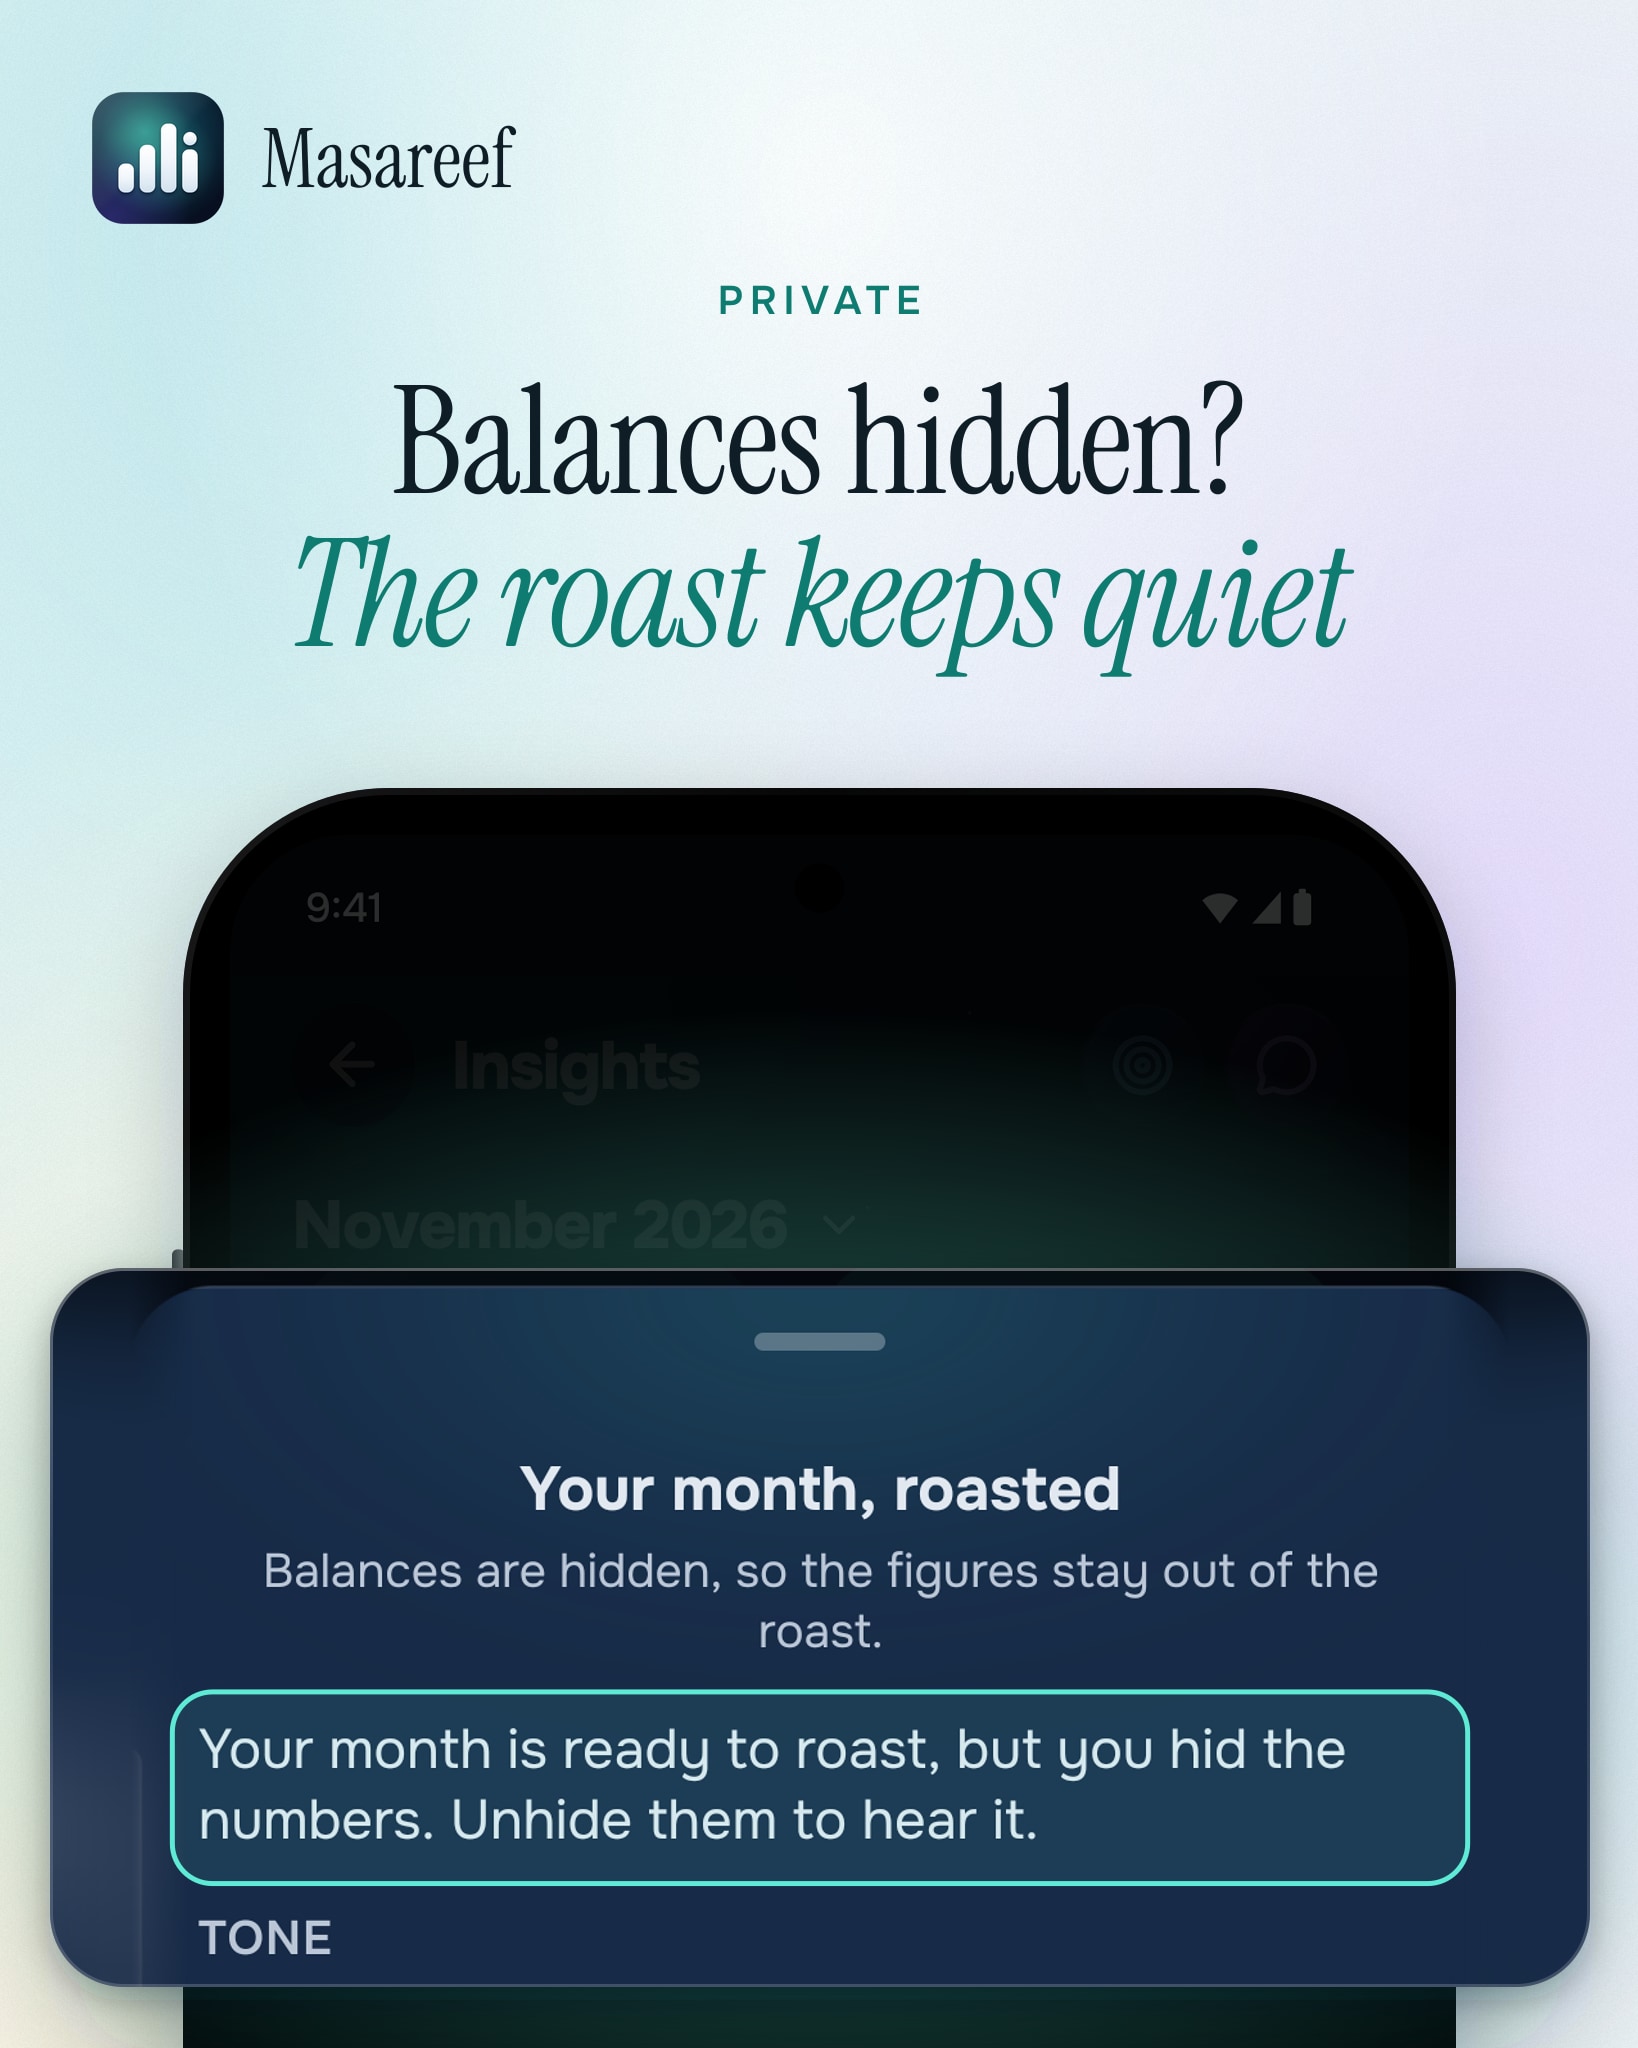 Masareef
PRIVATE
Balances hidden?
The roast keeps quiet
9:41
Insights
November 2026
Your month, roasted
Balances are hidden, so the figures stay out of the
roast.
Your month is ready to roast, but you hid the
numbers. Unhide them to hear it.
TONE